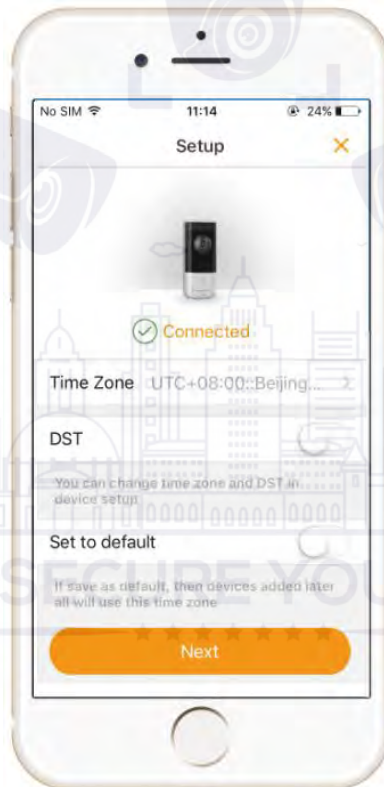 No SIM 11:14 24%
Setup
Connected
Time Zone UTC+08:00::Beijing...
DST
You can change time zone and DST in
device setup
Set to default
If save as default, then devices added later
all will use this time zone
SECURE YOU
Next